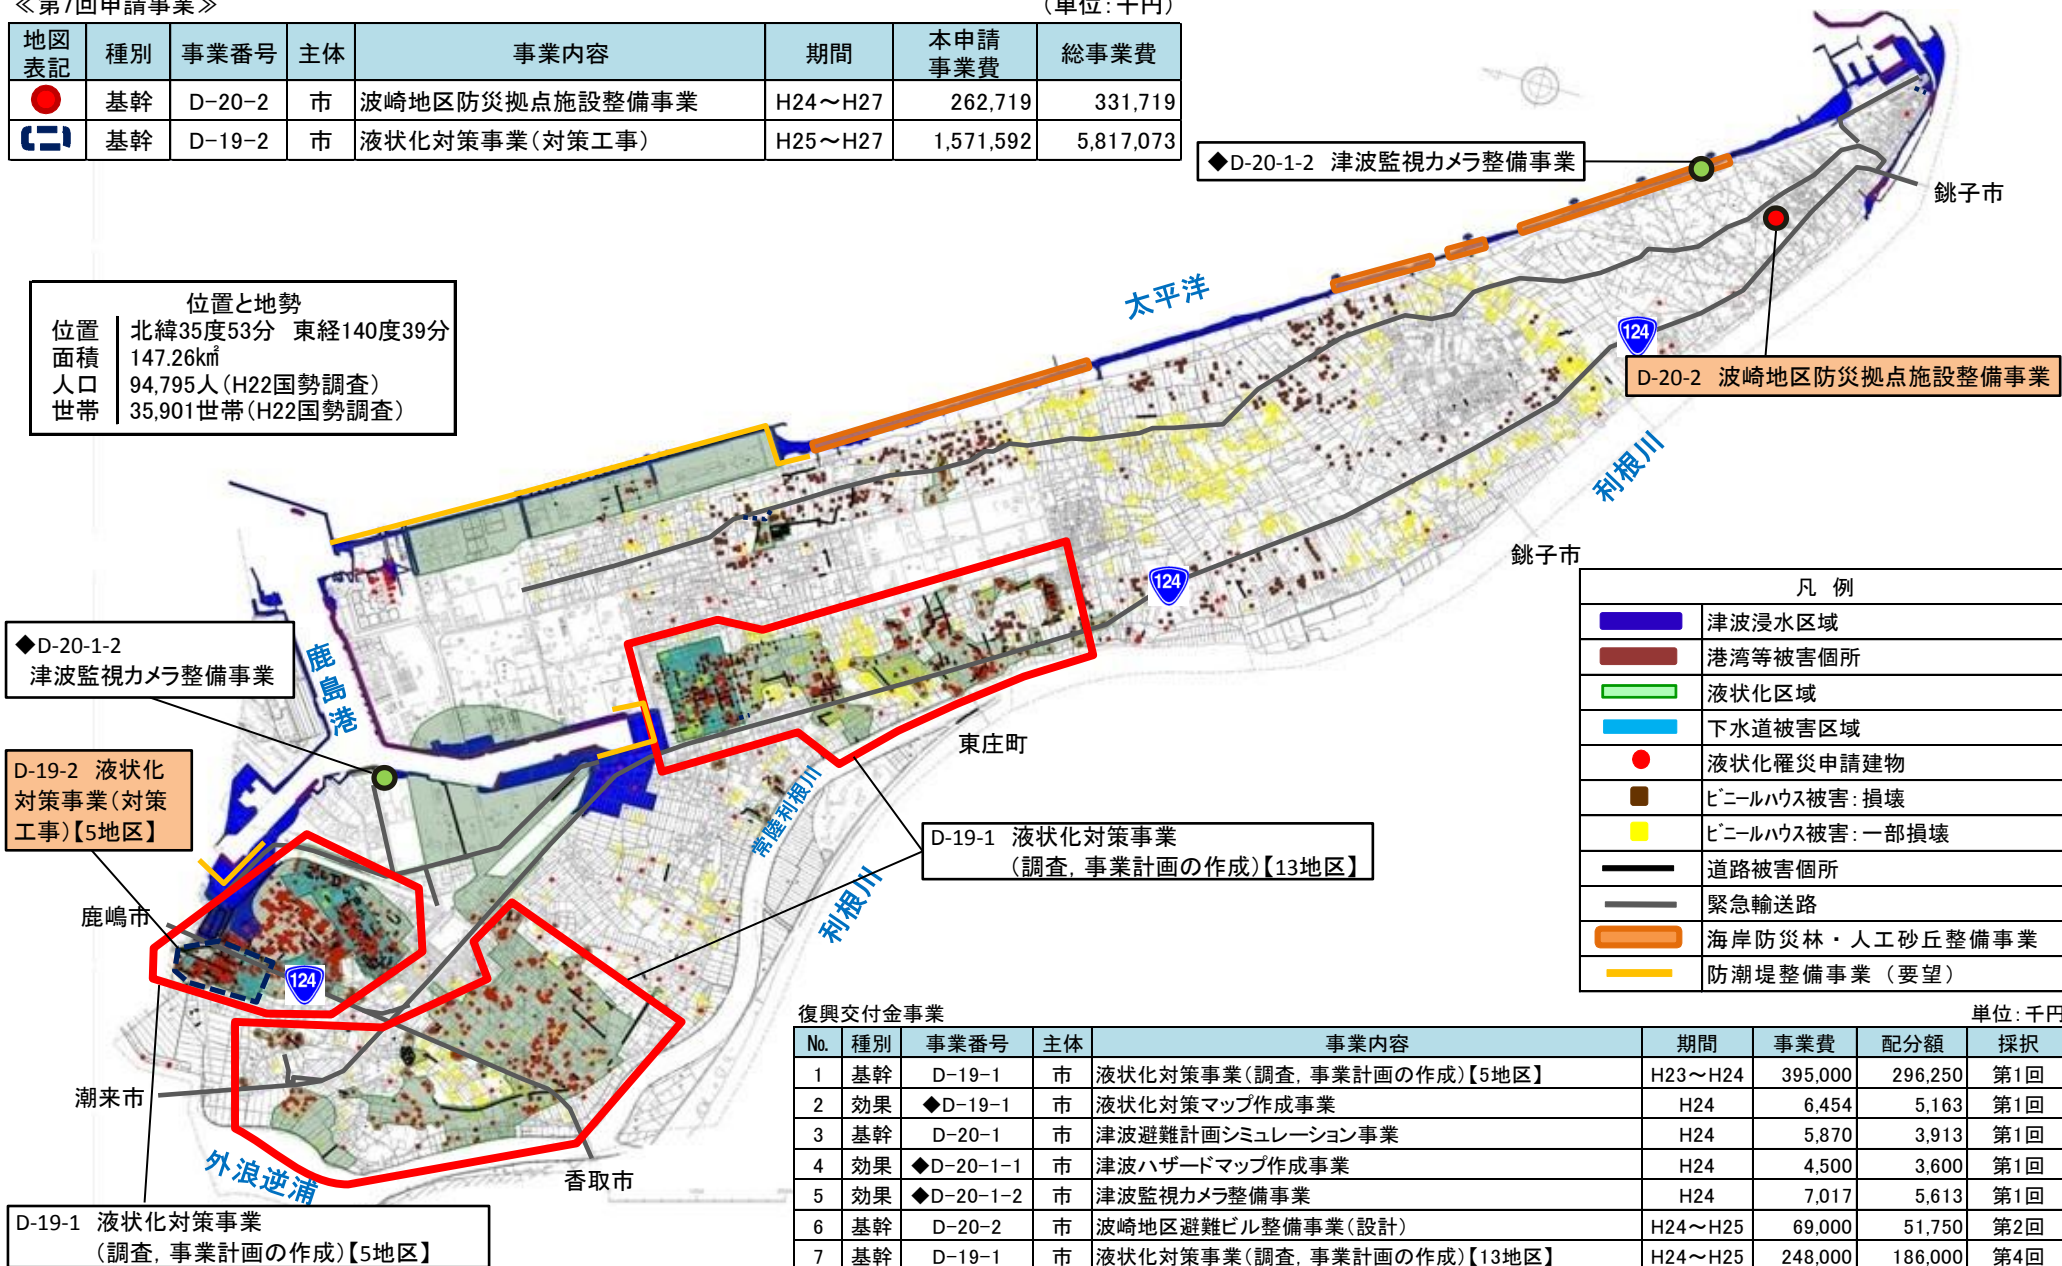 ≪第7回申請事業≫ (単位：千円)
地図表記 種別 事業番号 主体 事業内容 期間 本申請事業費 総事業費
基幹 D-20-2 市 波崎地区防災拠点施設整備事業 H24～H27 262,719 331,719
基幹 D-19-2 市 液状化対策事業(対策工事) H25～H27 1,571,592 5,817,073
◆D-20-1-2 津波監視カメラ整備事業
銚子市
位置と地勢
位置 北緯35度53分 東経140度39分
面積 147.26㎢
人口 94,795人(H22国勢調査)
世帯 35,901世帯(H22国勢調査)
太平洋
124
D-20-2 波崎地区防災拠点施設整備事業
利根川
銚子市
124
◆D-20-1-2
津波監視カメラ整備事業
鹿島港
東庄町
D-19-2 液状化
対策事業(対策
工事)【5地区】
常陸利根川
D-19-1 液状化対策事業
(調査, 事業計画の作成)【13地区】
利根川
鹿嶋市
124
潮来市
外浪逆浦
香取市
D-19-1 液状化対策事業
(調査, 事業計画の作成)【5地区】
凡 例
津波浸水区域
港湾等被害個所
液状化区域
下水道被害区域
液状化罹災申請建物
ﾋﾞﾆｰﾙﾊｳｽ被害：損壊
ﾋﾞﾆｰﾙﾊｳｽ被害：一部損壊
道路被害個所
緊急輸送路
海岸防災林・人工砂丘整備事業
防潮堤整備事業（要望）
復興交付金事業 単位：千円
№ 種別 事業番号 主体 事業内容 期間 事業費 配分額 採択
1 基幹 D-19-1 市 液状化対策事業(調査, 事業計画の作成)【5地区】 H23～H24 395,000 296,250 第1回
2 効果 ◆D-19-1 市 液状化対策マップ作成事業 H24 6,454 5,163 第1回
3 基幹 D-20-1 市 津波避難計画シミュレーション事業 H24 5,870 3,913 第1回
4 効果 ◆D-20-1-1 市 津波ハザードマップ作成事業 H24 4,500 3,600 第1回
5 効果 ◆D-20-1-2 市 津波監視カメラ整備事業 H24 7,017 5,613 第1回
6 基幹 D-20-2 市 波崎地区避難ビル整備事業(設計) H24～H25 69,000 51,750 第2回
7 基幹 D-19-1 市 液状化対策事業(調査, 事業計画の作成)【13地区】 H24～H25 248,000 186,000 第4回